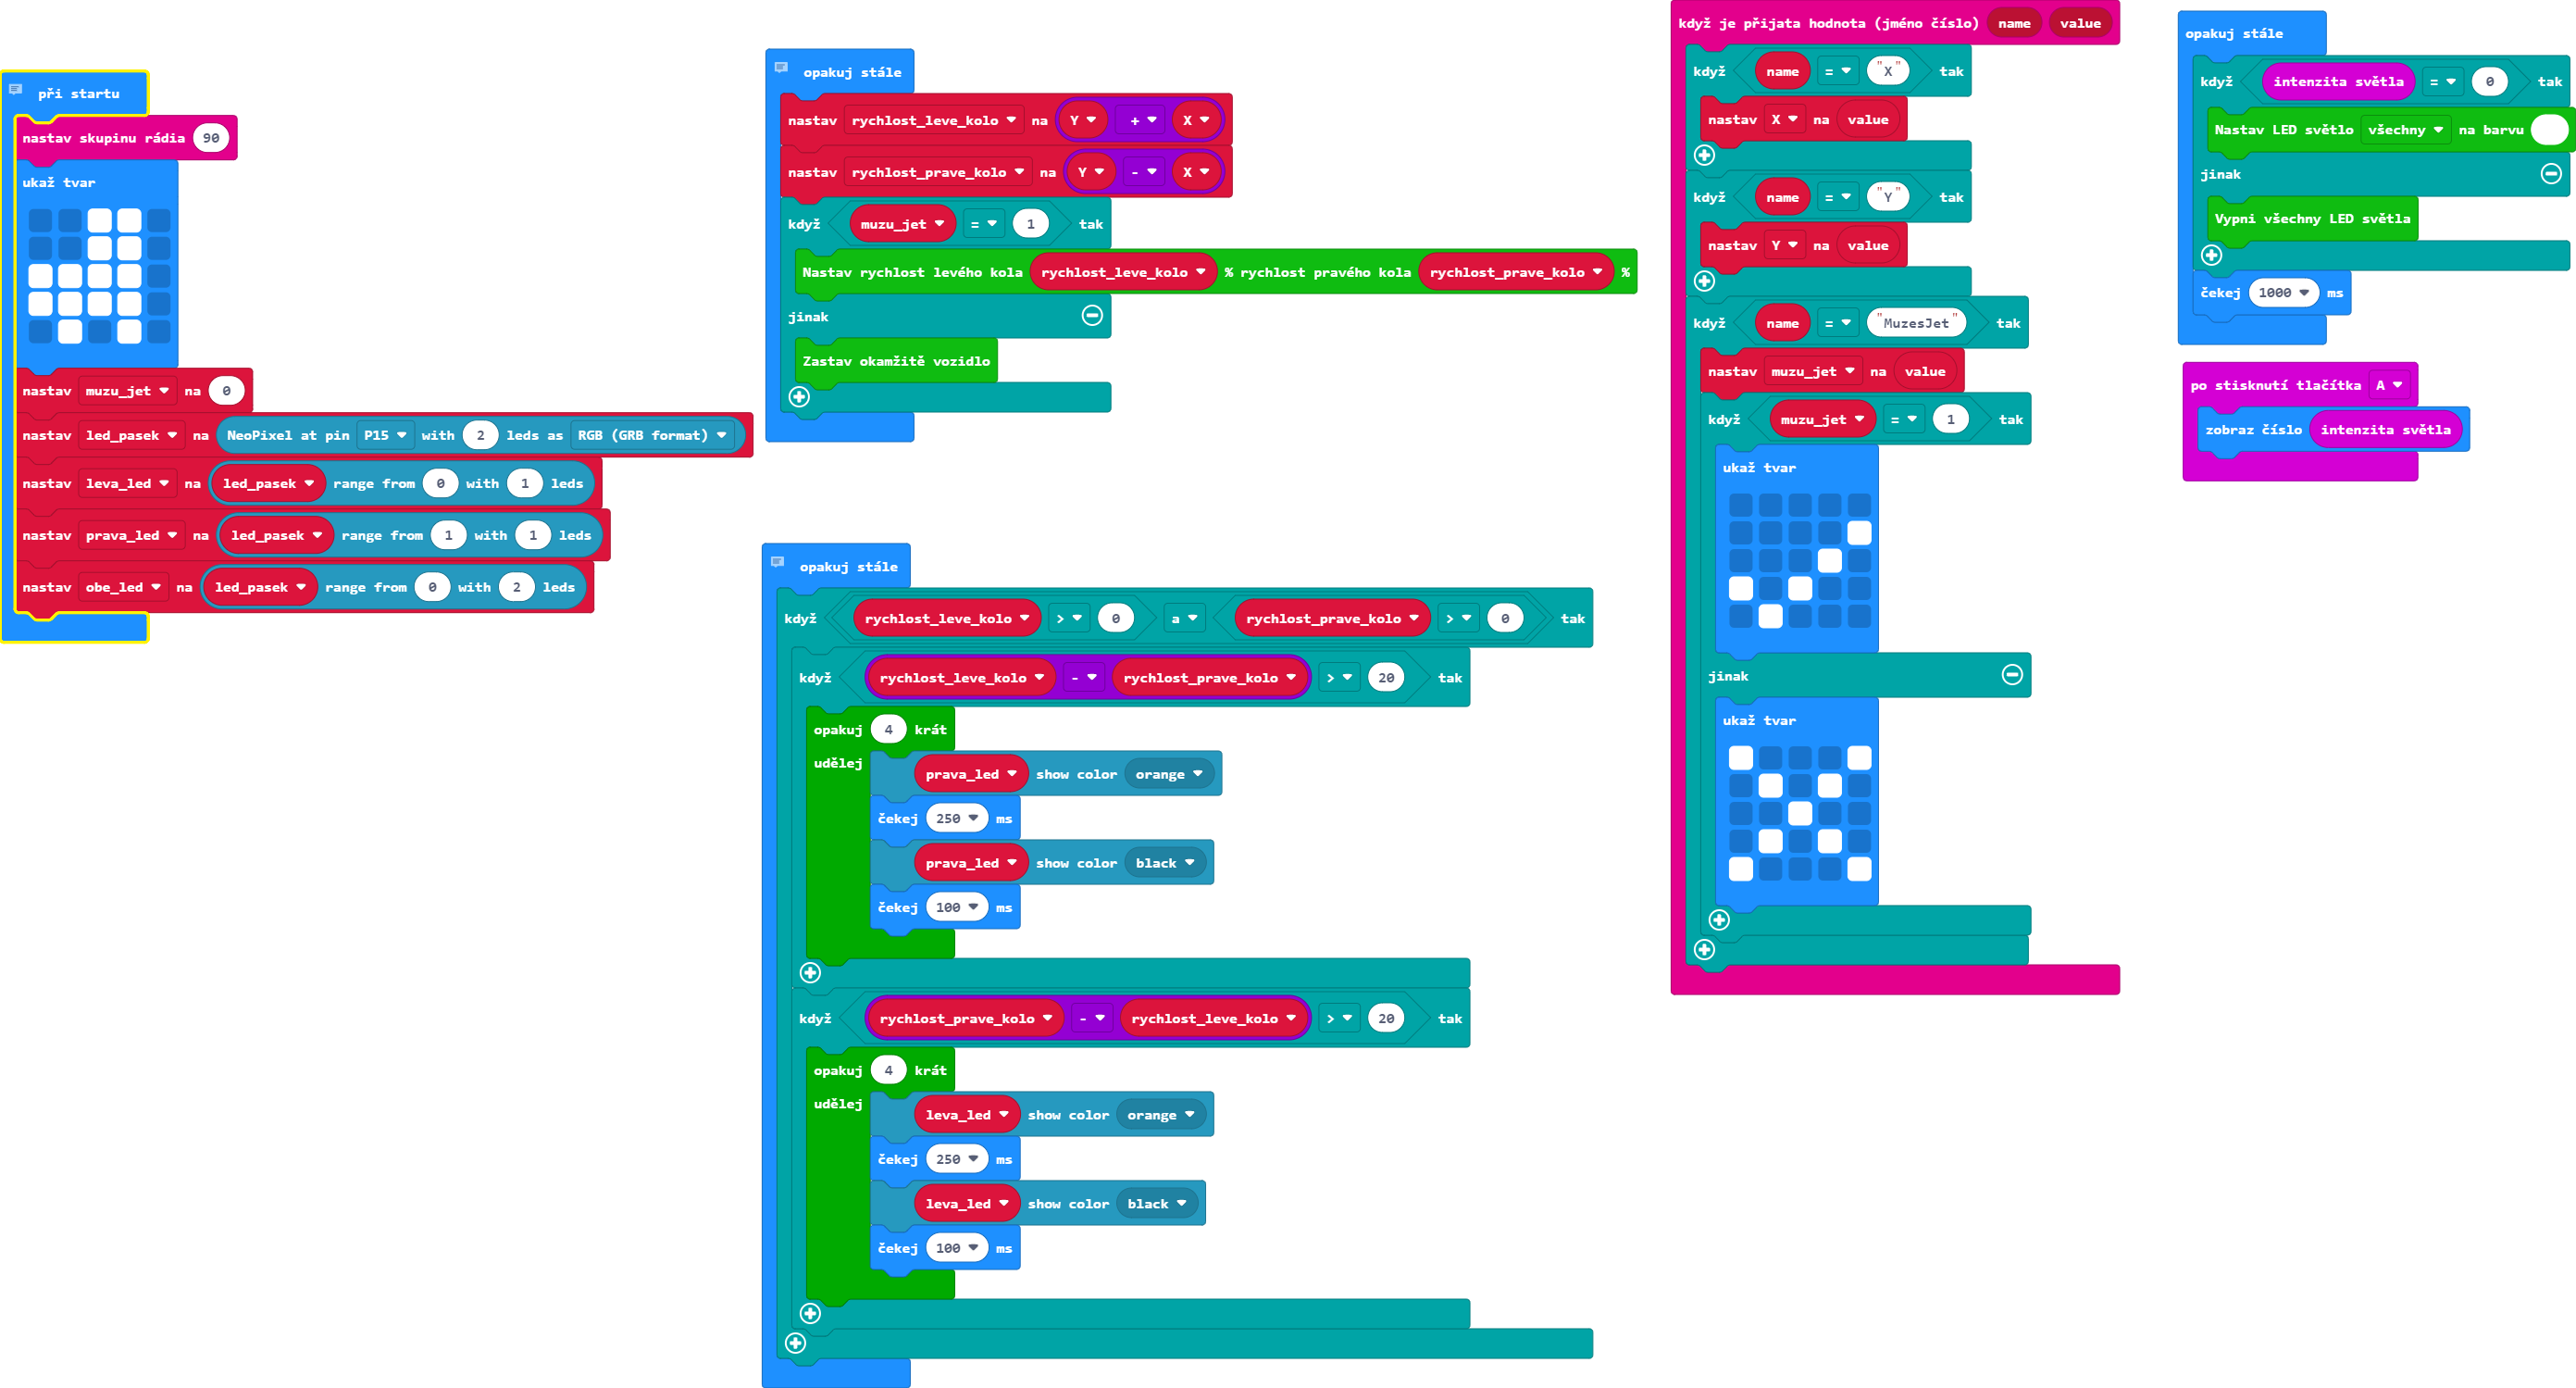 při startu
nastav skupinu rádia 90
ukaž tvar
nastav muzu_jet na 0
nastav led_pasek na NeoPixel at pin P15 with 2 leds as RGB (GRB format)
nastav leva_led na led_pasek range from 0 with 1 leds
nastav prava_led na led_pasek range from 1 with 1 leds
nastav obe_led na led_pasek range from 0 with 2 leds
opakuj stále
nastav rychlost_leve_kolo na Y + X
nastav rychlost_prave_kolo na Y - X
když muzu_jet = 1 tak
Nastav rychlost levého kola rychlost_leve_kolo % rychlost pravého kola rychlost_prave_kolo %
jinak
Zastav okamžitě vozidlo
opakuj stále
když rychlost_leve_kolo > 0 a rychlost_prave_kolo > 0 tak
když rychlost_leve_kolo - rychlost_prave_kolo > 20 tak
opakuj 4 krát
udělej
prava_led show color orange
čekej 250 ms
prava_led show color black
čekej 100 ms
když rychlost_prave_kolo - rychlost_leve_kolo > 20 tak
opakuj 4 krát
udělej
leva_led show color orange
čekej 250 ms
leva_led show color black
čekej 100 ms
když je přijata hodnota (jméno číslo) name value
když name = "X" tak
nastav X na value
když name = "Y" tak
nastav Y na value
když name = "MuzesJet" tak
nastav muzu_jet na value
když muzu_jet = 1 tak
ukaž tvar
jinak
ukaž tvar
opakuj stále
když intenzita světla = 0 tak
Nastav LED světlo všechny na barvu
jinak
Vypni všechny LED světla
čekej 1000 ms
po stisknutí tlačítka A
zobraz číslo intenzita světla